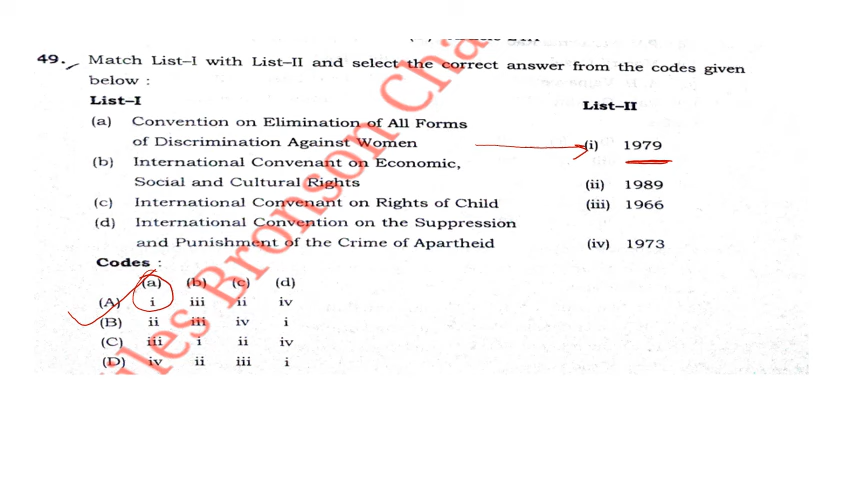 49. Match List–I with List–II and select the correct answer from the codes given
below :
List–I List–II
(a) Convention on Elimination of All Forms
of Discrimination Against Women (i) 1979
(b) International Convenant on Economic,
Social and Cultural Rights (ii) 1989
(c) International Convenant on Rights of Child (iii) 1966
(d) International Convention on the Suppression
and Punishment of the Crime of Apartheid (iv) 1973
Codes :
(a) (b) (c) (d)
(A) i iii ii iv
(B) ii iii iv i
(C) iii i ii iv
(D) iv ii iii i
Bronson